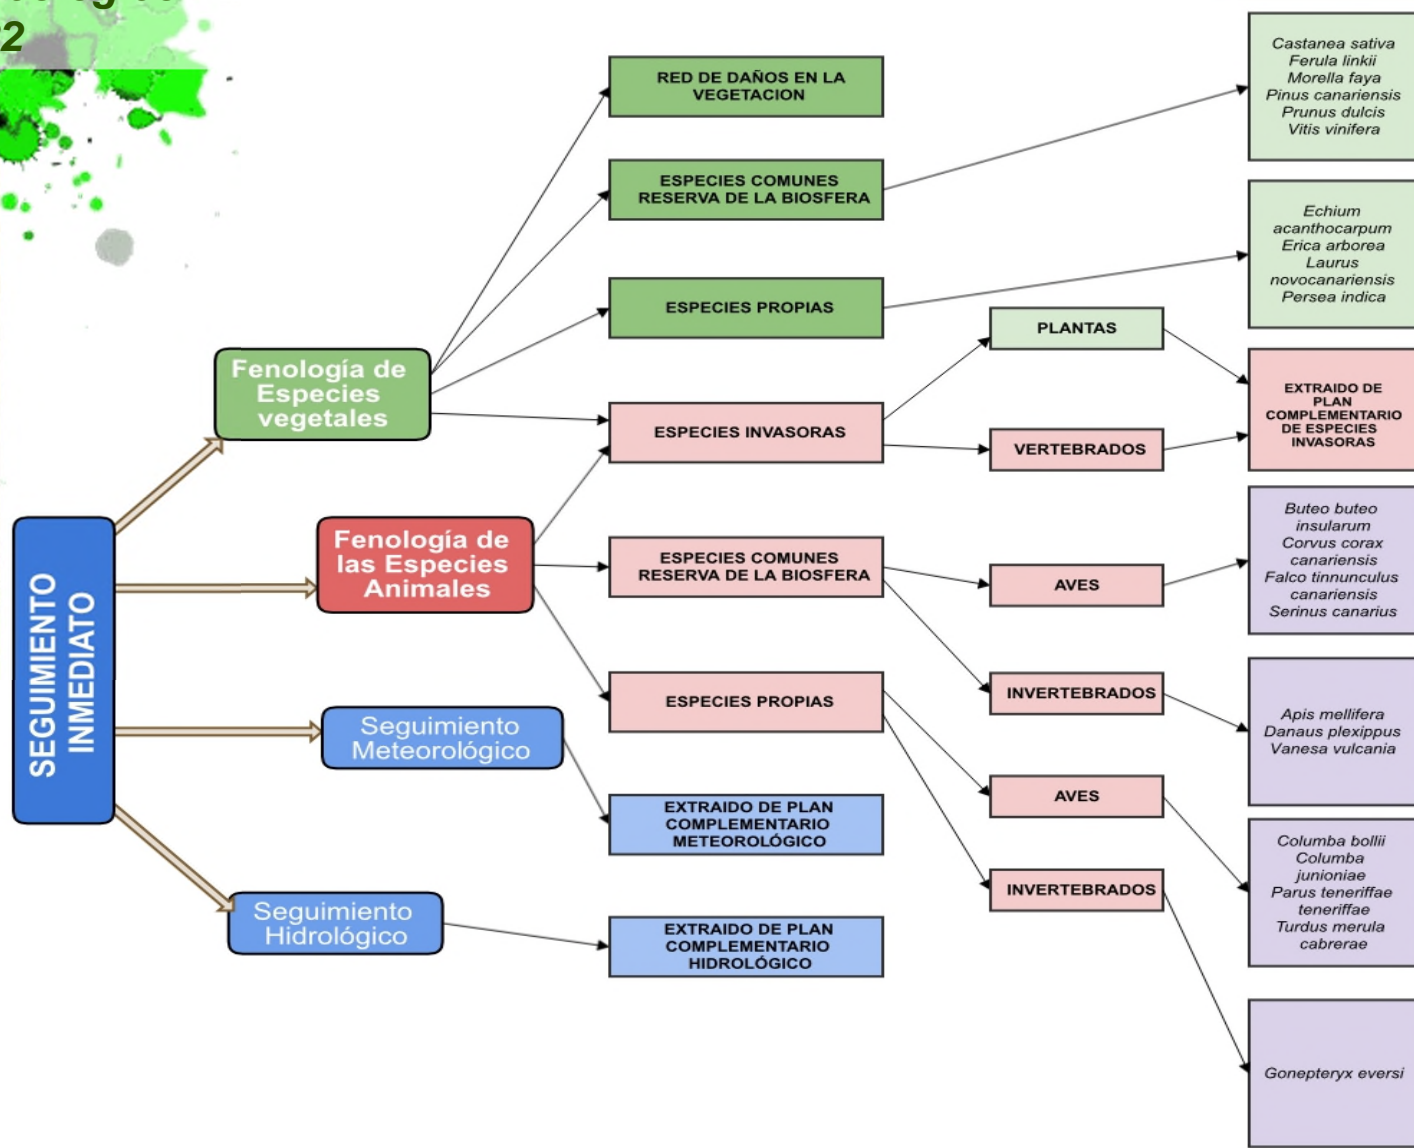 22
RED DE DAÑOS EN LA
VEGETACION
ESPECIES COMUNES
RESERVA DE LA BIOSFERA
ESPECIES PROPIAS
ESPECIES INVASORAS
ESPECIES COMUNES
RESERVA DE LA BIOSFERA
ESPECIES PROPIAS
EXTRAIDO DE PLAN
COMPLEMENTARIO
METEOROLÓGICO
EXTRAIDO DE PLAN
COMPLEMENTARIO
HIDROLÓGICO
SEGUIMIENTO
INMEDIATO
Fenología de
Especies
vegetales
Fenología de
las Especies
Animales
Seguimiento
Meteorológico
Seguimiento
Hidrológico
PLANTAS
VERTEBRADOS
AVES
INVERTEBRADOS
AVES
INVERTEBRADOS
Castanea sativa
Ferula linkii
Morella faya
Pinus canariensis
Prunus dulcis
Vitis vinifera
Echium
acanthocarpum
Erica arborea
Laurus
novocanariensis
Persea indica
EXTRAIDO DE
PLAN
COMPLEMENTARIO
DE ESPECIES
INVASORAS
Buteo buteo
insularum
Corvus corax
canariensis
Falco tinnunculus
canariensis
Serinus canarius
Apis mellifera
Danaus plexippus
Vanesa vulcania
Columba bollii
Columba
junioniae
Parus teneriffae
teneriffae
Turdus merula
cabrerae
Gonepteryx eversi